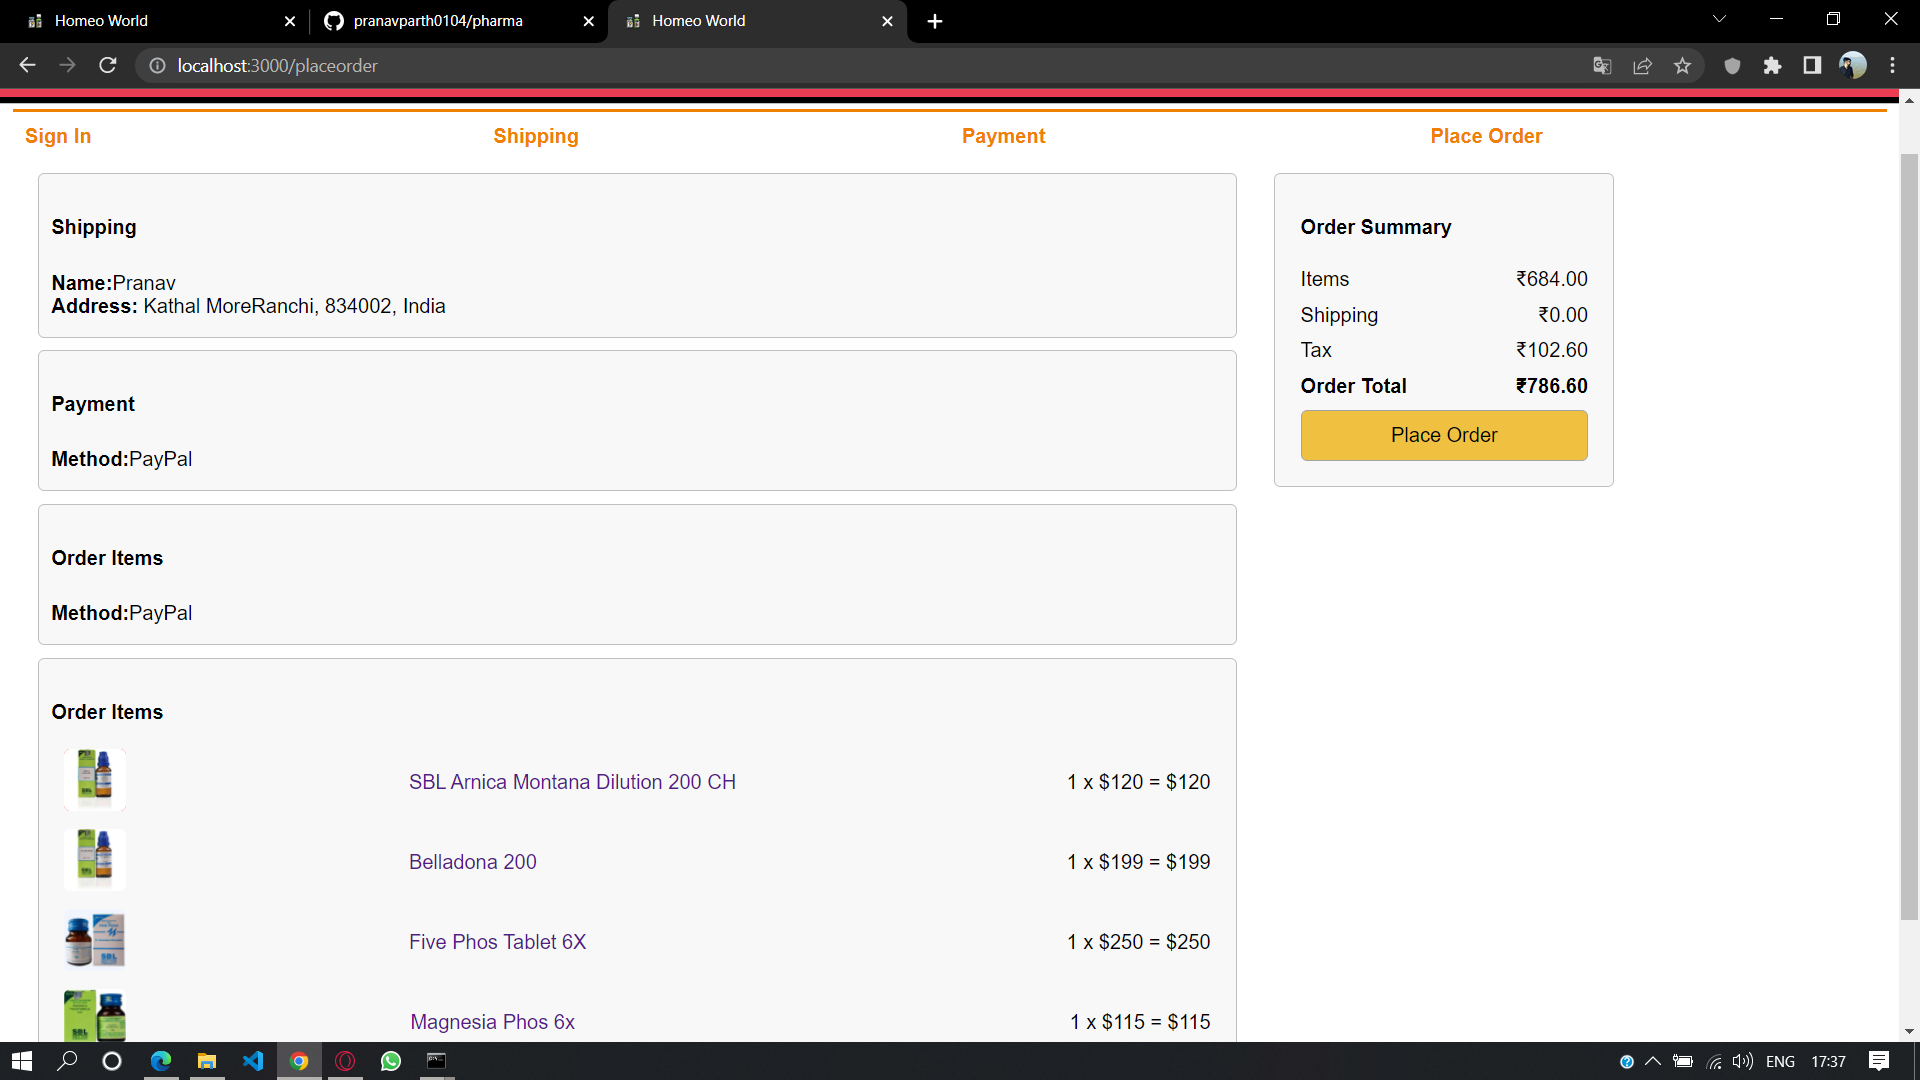 Homeo World
pranavparth0104/pharma
Homeo World
localhost:3000/placeorder
Sign In
Shipping
Payment
Place Order
Shipping
Name:Pranav
Address: Kathal MoreRanchi, 834002, India
Payment
Method:PayPal
Order Items
Method:PayPal
Order Items
SBL Arnica Montana Dilution 200 CH
1 x $120 = $120
Belladona 200
1 x $199 = $199
Five Phos Tablet 6X
1 x $250 = $250
Magnesia Phos 6x
1 x $115 = $115
Order Summary
Items ₹684.00
Shipping ₹0.00
Tax ₹102.60
Order Total ₹786.60
Place Order
SBL
SBL
SBL
SBL
ENG 17:37